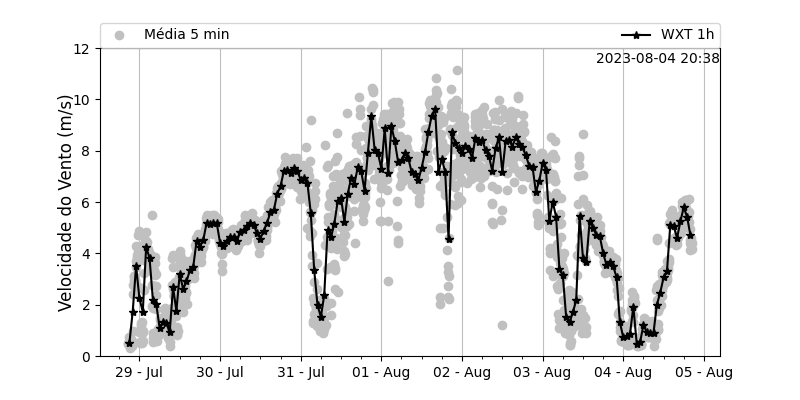 Média 5 min WXT 1h
2023-08-04 20:38
Velocidade do Vento (m/s)
12
10
8
6
4
2
0
29 - Jul 30 - Jul 31 - Jul 01 - Aug 02 - Aug 03 - Aug 04 - Aug 05 - Aug